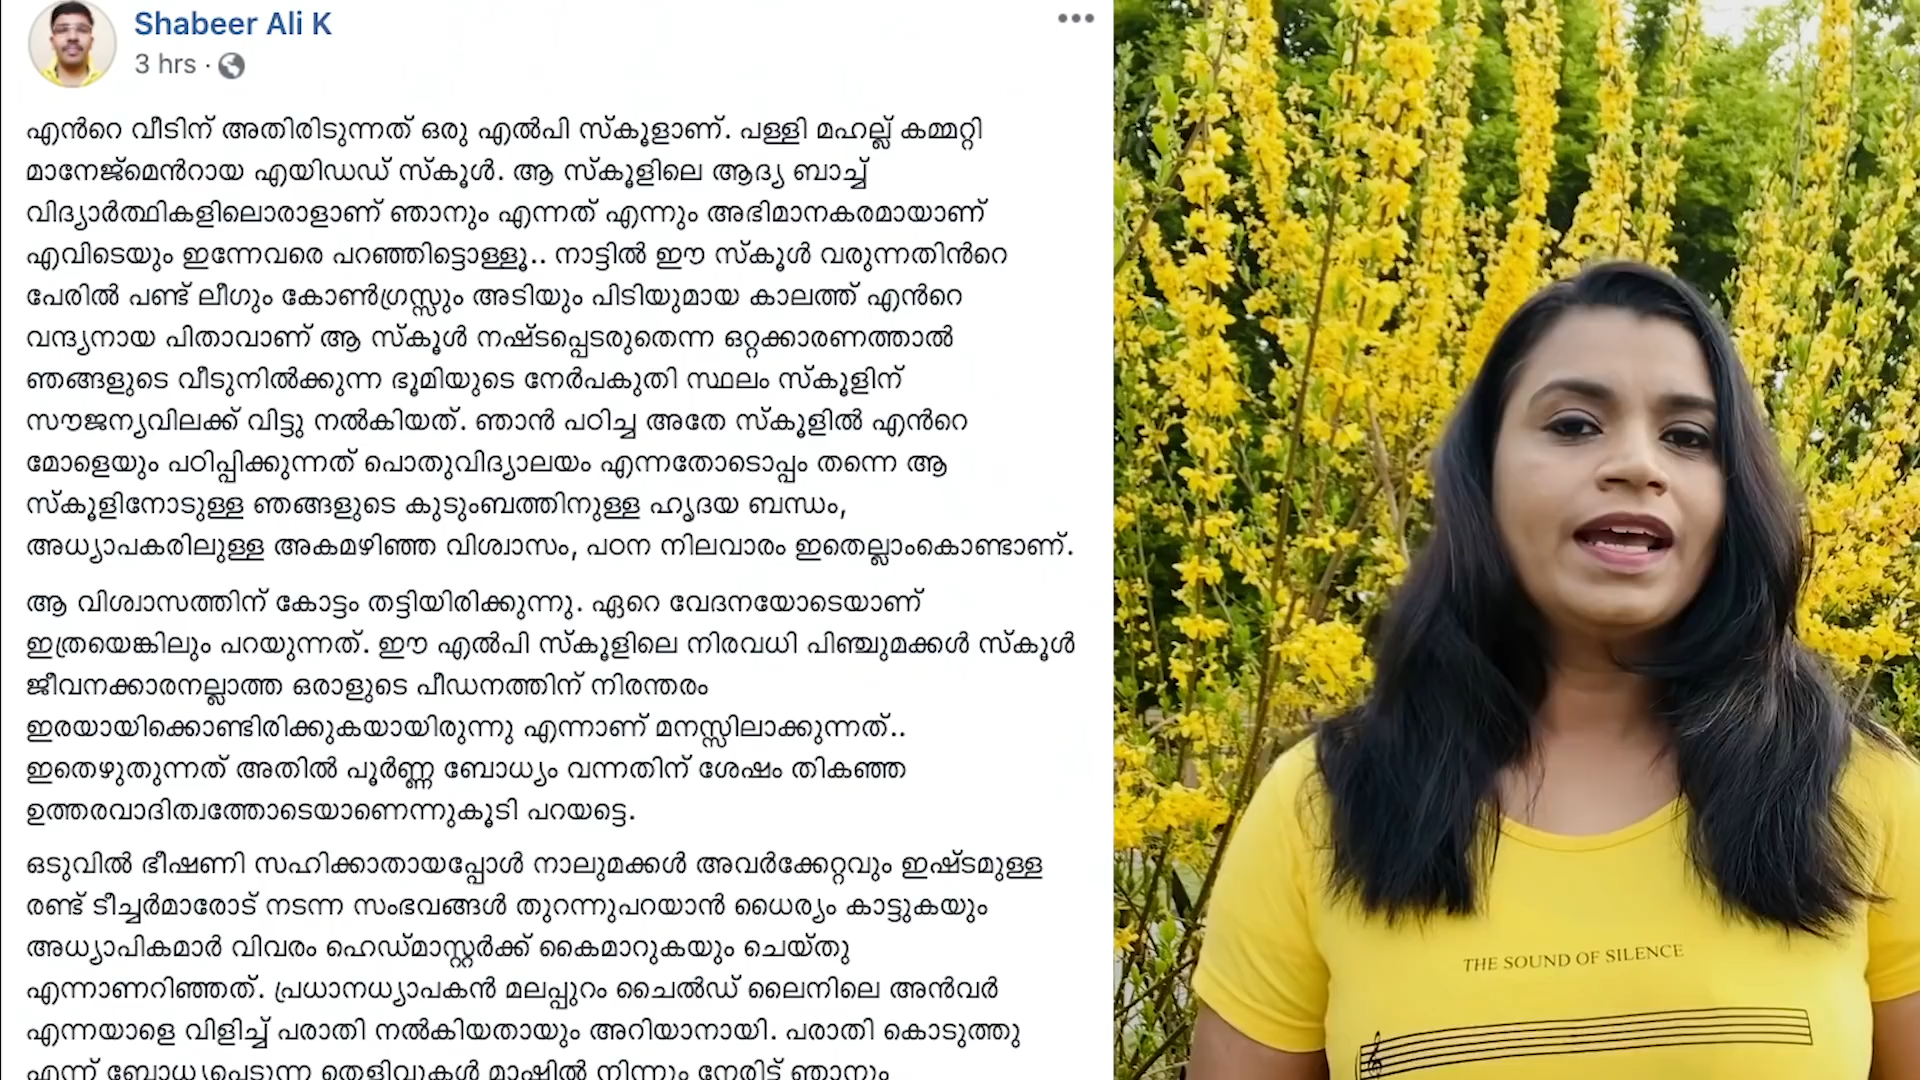 Shabeer Ali K
3 hrs ·
എൻറെ വീടിന് അതിരിടുന്നത് ഒരു എൽപി സ്കൂളാണ്. പള്ളി മഹല്ല് കമ്മറ്റി
മാനേജ്മെൻറായ എയിഡഡ് സ്കൂൾ. ആ സ്കൂളിലെ ആദ്യ ബാച്ച്
വിദ്യാർത്ഥികളിലൊരാളാണ് ഞാനും എന്നത് എന്നും അഭിമാനകരമായാണ്
എവിടെയും ഇന്നേവരെ പറഞ്ഞിട്ടൊള്ളൂ.. നാട്ടിൽ ഈ സ്കൂൾ വരുന്നതിൻറെ
പേരിൽ പണ്ട് ലീഗും കോൺഗ്രസ്സും അടിയും പിടിയുമായ കാലത്ത് എൻറെ
വന്ദ്യനായ പിതാവാണ് ആ സ്കൂൾ നഷ്ടപ്പെടരുതെന്ന ഒറ്റക്കാരണത്താൽ
ഞങ്ങളുടെ വീടുനിൽക്കുന്ന ഭൂമിയുടെ നേർപകുതി സ്ഥലം സ്കൂളിന്
സൗജന്യവിലക്ക് വിട്ടു നൽകിയത്. ഞാൻ പഠിച്ച അതേ സ്കൂളിൽ എൻറെ
മോളെയും പഠിപ്പിക്കുന്നത് പൊതുവിദ്യാലയം എന്നതോടൊപ്പം തന്നെ ആ
സ്കൂളിനോടുള്ള ഞങ്ങളുടെ കുടുംബത്തിനുള്ള ഹൃദയ ബന്ധം,
അധ്യാപകരിലുള്ള അകമഴിഞ്ഞ വിശ്വാസം, പഠന നിലവാരം ഇതെല്ലാംകൊണ്ടാണ്.
ആ വിശ്വാസത്തിന് കോട്ടം തട്ടിയിരിക്കുന്നു. ഏറെ വേദനയോടെയാണ്
ഇത്രയെങ്കിലും പറയുന്നത്. ഈ എൽപി സ്കൂളിലെ നിരവധി പിഞ്ചുമക്കൾ സ്കൂൾ
ജീവനക്കാരനല്ലാത്ത ഒരാളുടെ പീഡനത്തിന് നിരന്തരം
ഇരയായിക്കൊണ്ടിരിക്കുകയായിരുന്നു എന്നാണ് മനസ്സിലാക്കുന്നത്..
ഇതെഴുതുന്നത് അതിൽ പൂർണ്ണ ബോധ്യം വന്നതിന് ശേഷം തികഞ്ഞ
ഉത്തരവാദിത്വത്തോടെയാണെന്നുകൂടി പറയട്ടെ.
ഒടുവിൽ ഭീഷണി സഹിക്കാതായപ്പോൾ നാലുമക്കൾ അവർക്കേറ്റവും ഇഷ്ടമുള്ള
രണ്ട് ടീച്ചർമാരോട് നടന്ന സംഭവങ്ങൾ തുറന്നുപറയാൻ ധൈര്യം കാട്ടുകയും
അധ്യാപികമാർ വിവരം ഹെഡ്മാസ്റ്റർക്ക് കൈമാറുകയും ചെയ്തു
എന്നാണറിഞ്ഞത്. പ്രധാനധ്യാപകൻ മലപ്പുറം ചൈൽഡ് ലൈനിലെ അൻവർ
എന്നയാളെ വിളിച്ച് പരാതി നൽകിയതായും അറിയാനായി. പരാതി കൊടുത്തു
എന്ന് ബോധ്യപ്പെടുന്ന തെളിവുകൾ മാഷിൽ നിന്നും നേരിട്ട് ഞാനും
THE SOUND OF SILENCE